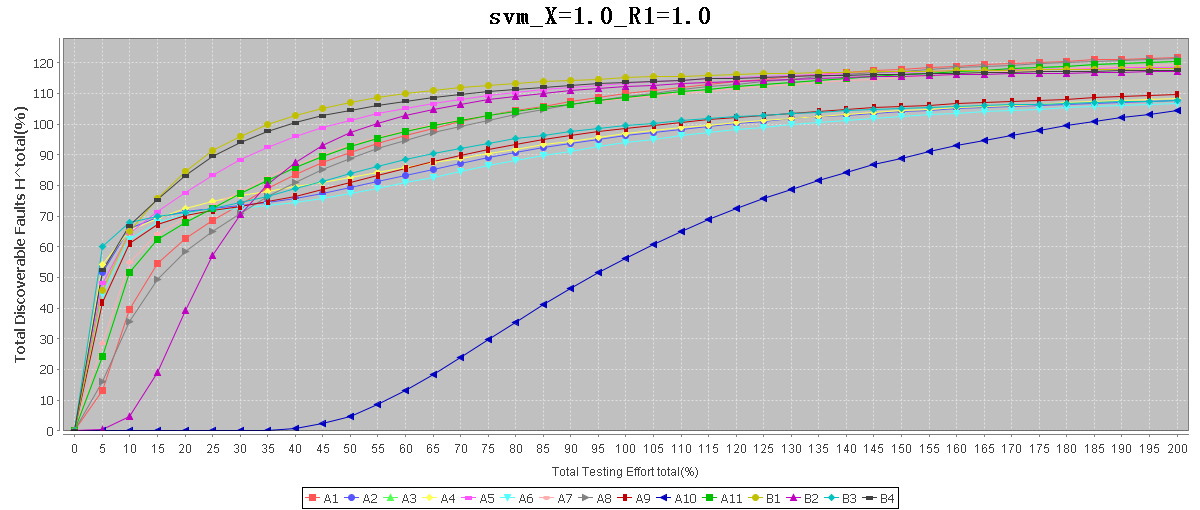 svm_X=1.0_R1=1.0
Total Discoverable Faults H^total(%)
120
110
100
90
80
70
60
50
40
30
20
10
0
0 5 10 15 20 25 30 35 40 45 50 55 60 65 70 75 80 85 90 95 100 105 110 115 120 125 130 135 140 145 150 155 160 165 170 175 180 185 190 195 200
Total Testing Effort total(%)
A1 A2 A3 A4 A5 A6 A7 A8 A9 A10 A11 B1 B2 B3 B4